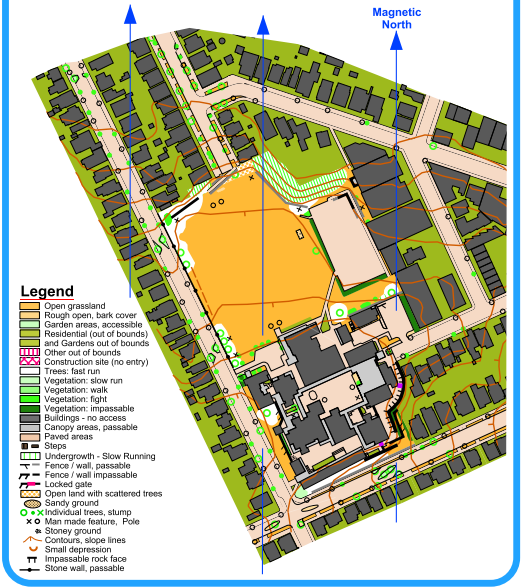 Magnetic
North
Legend
Open grassland
Rough open, bark cover
Garden areas, accessible
Residential (out of bounds)
and Gardens out of bounds
Other out of bounds
Construction site (no entry)
Trees: fast run
Vegetation: slow run
Vegetation: walk
Vegetation: fight
Vegetation: impassable
Buildings - no access
Canopy areas, passable
Paved areas
Steps
Undergrowth - Slow Running
Fence / wall, passable
Fence / wall impassable
Locked gate
Open land with scattered trees
Sandy ground
Individual trees, stump
Man made feature, Pole
Stoney ground
Contours, slope lines
Small depression
Impassable rock face
Stone wall, passable